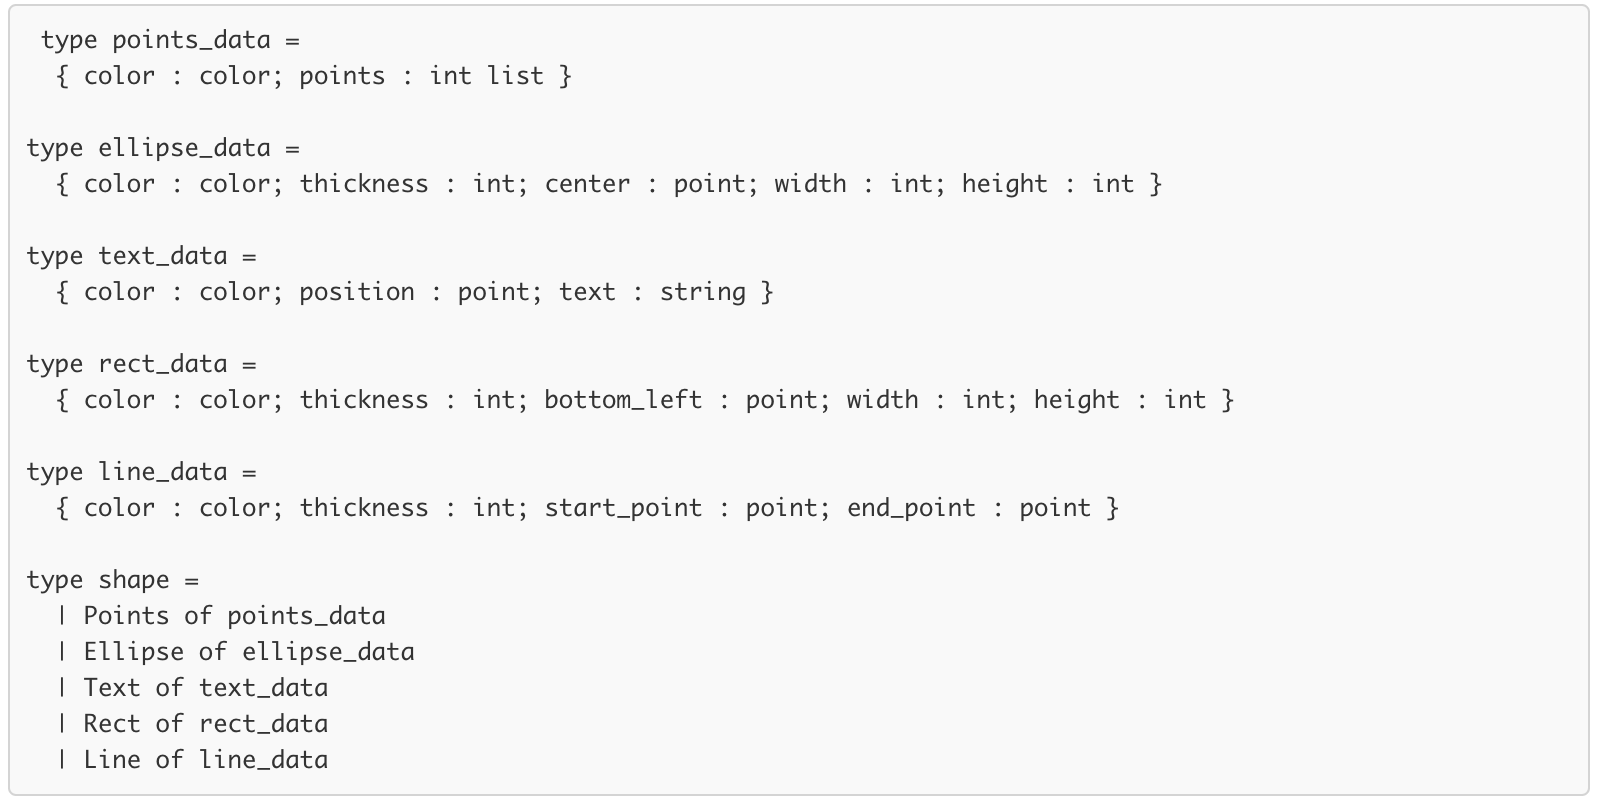 type points_data =
{ color : color; points : int list }
type ellipse_data =
{ color : color; thickness : int; center : point; width : int; height : int }
type text_data =
{ color : color; position : point; text : string }
type rect_data =
{ color : color; thickness : int; bottom_left : point; width : int; height : int }
type line_data =
{ color : color; thickness : int; start_point : point; end_point : point }
type shape =
| Points of points_data
| Ellipse of ellipse_data
| Text of text_data
| Rect of rect_data
| Line of line_data